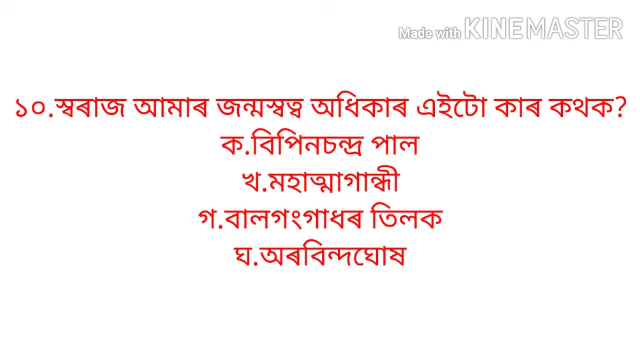 Made with KINEMASTER
১০.স্বৰাজ আমাৰ জন্মস্বত্ব অধিকাৰ এইটো কাৰ কথক?
ক.বিপিনচন্দ্ৰ পাল
খ.মহাত্মাগান্ধী
গ.বালগংগাধৰ তিলক
ঘ.অৰবিন্দঘোষ